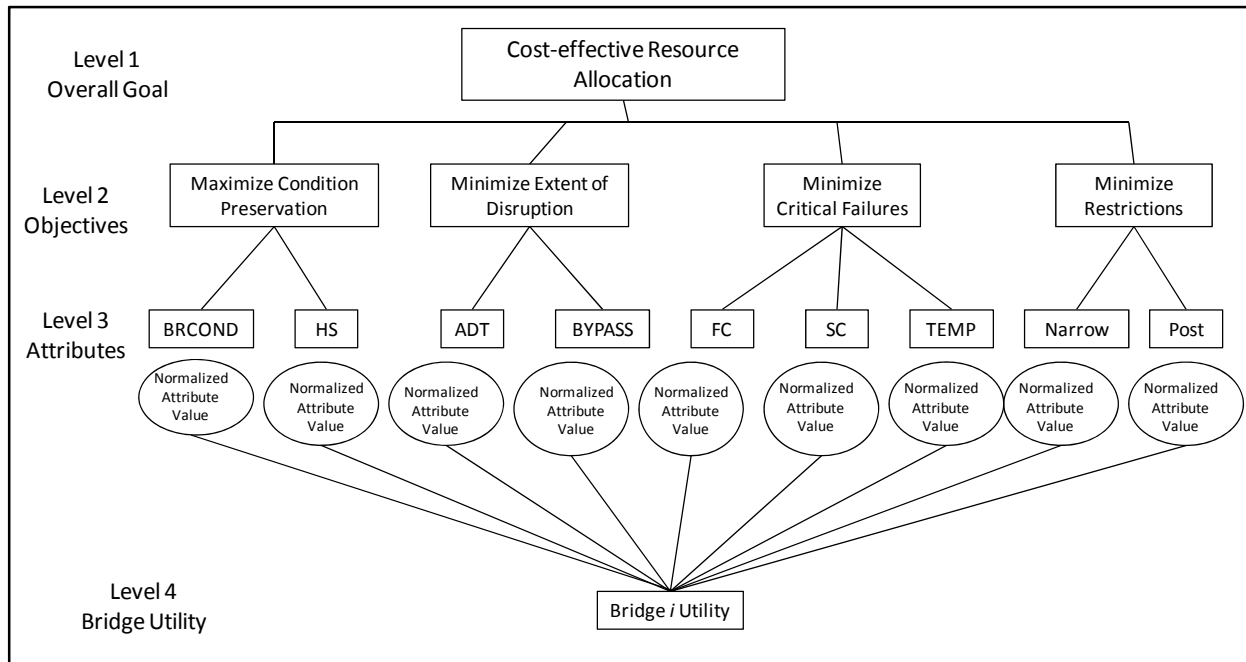 Level 1
Overall Goal
Cost-effective Resource
Allocation
Level 2
Objectives
Maximize Condition
Preservation
Minimize Extent of
Disruption
Minimize
Critical Failures
Minimize
Restrictions
Level 3
Attributes
BRCOND
HS
ADT
BYPASS
FC
SC
TEMP
Narrow
Post
Normalized
Attribute
Value
Normalized
Attribute
Value
Normalized
Attribute
Value
Normalized
Attribute
Value
Normalized
Attribute
Value
Normalized
Attribute
Value
Normalized
Attribute
Value
Normalized
Attribute
Value
Normalized
Attribute
Value
Level 4
Bridge Utility
Bridge i Utility